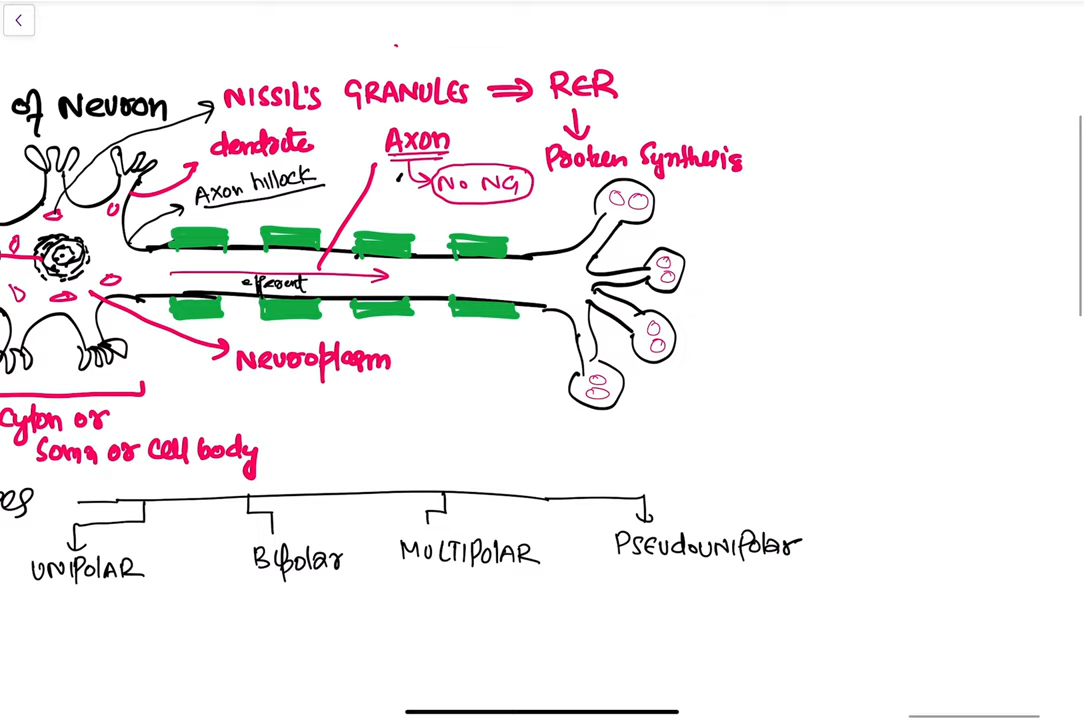 of Neuron
NISSIL'S GRANULES ⇒ RER
dendrite
Axon
Protien Synthesis
Axon hillock
No NG
efferent
Neuroplasm
Cyton or
Soma or cell body
UNIPOLAR
Bipolar
MULTIPOLAR
PSEUDOUNIPolar